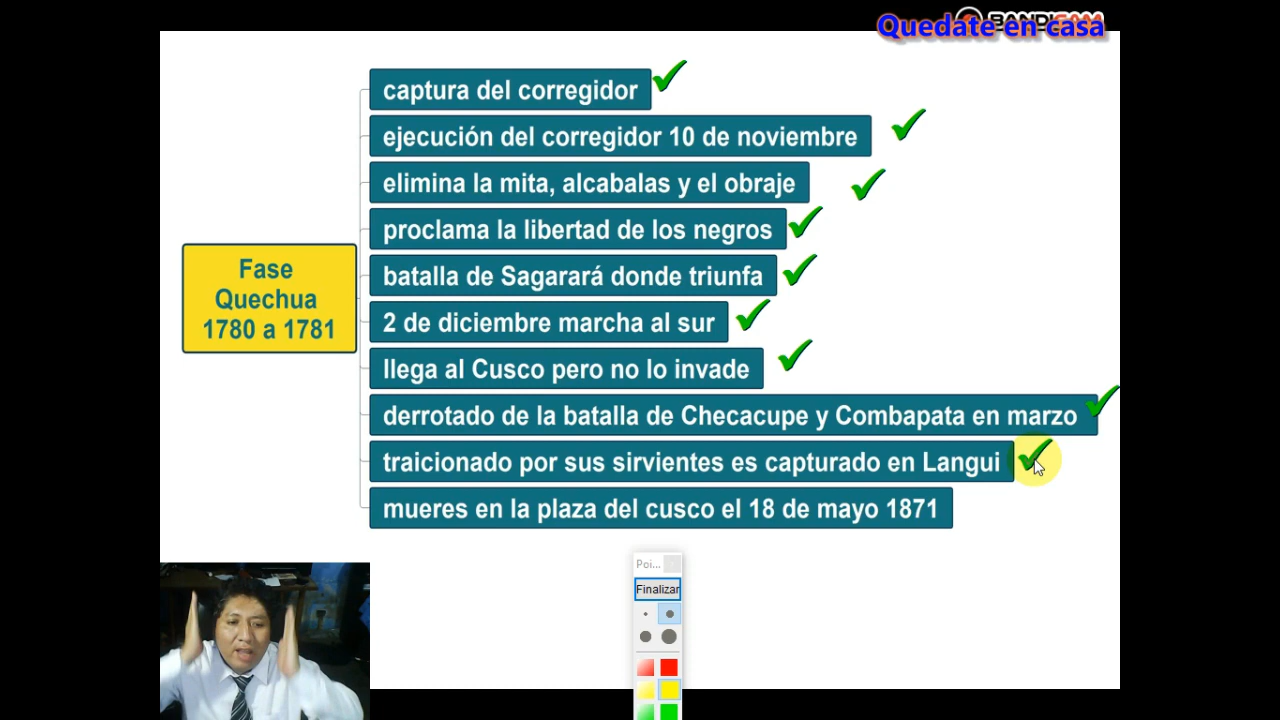 BANDICAM
Quedate en casa
captura del corregidor
ejecución del corregidor 10 de noviembre
elimina la mita, alcabalas y el obraje
proclama la libertad de los negros
batalla de Sagarará donde triunfa
2 de diciembre marcha al sur
llega al Cusco pero no lo invade
derrotado de la batalla de Checacupe y Combapata en marzo
traicionado por sus sirvientes es capturado en Langui
mueres en la plaza del cusco el 18 de mayo 1871
Fase
Quechua
1780 a 1781
Poi...
Finalizar